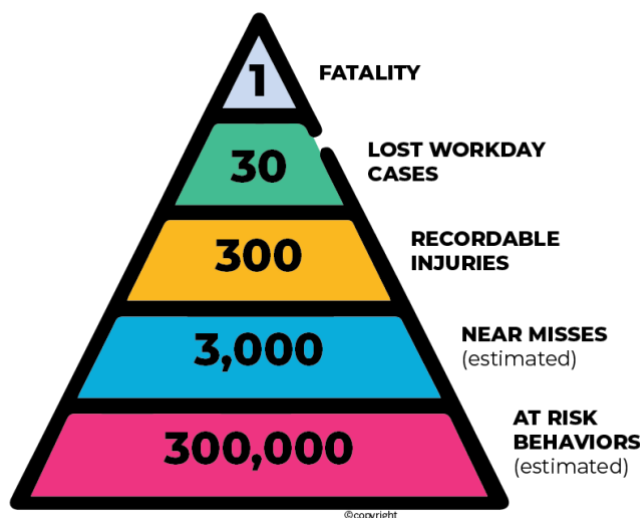 1
FATALITY
30
LOST WORKDAY
CASES
300
RECORDABLE
INJURIES
3,000
NEAR MISSES
(estimated)
300,000
AT RISK
BEHAVIORS
(estimated)
©copyright